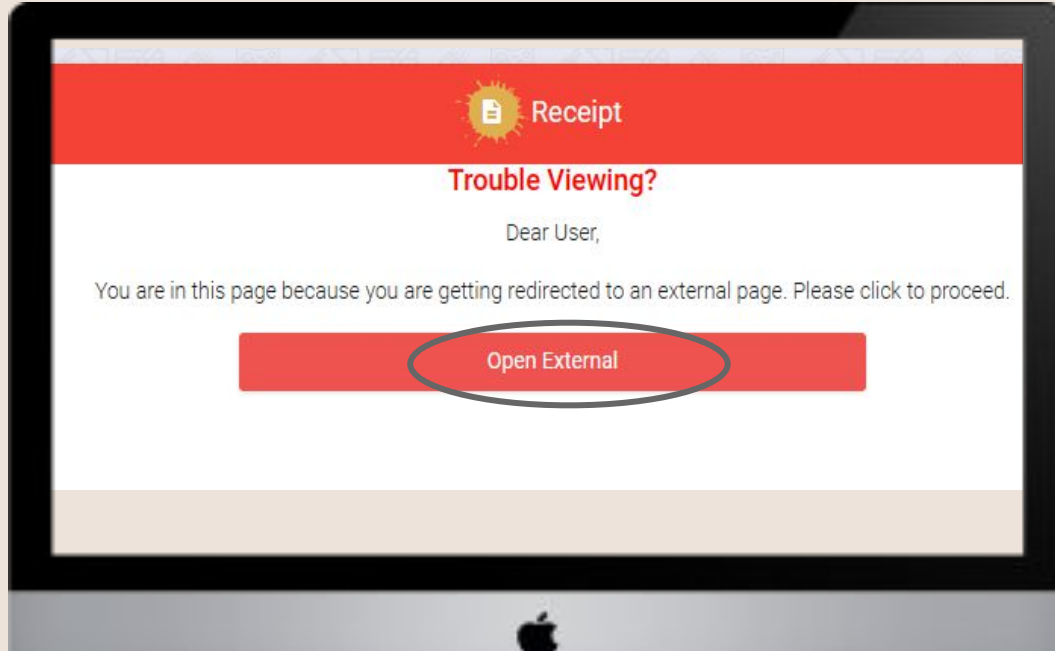 Receipt
Trouble Viewing?
Dear User,
You are in this page because you are getting redirected to an external page. Please click to proceed.
Open External